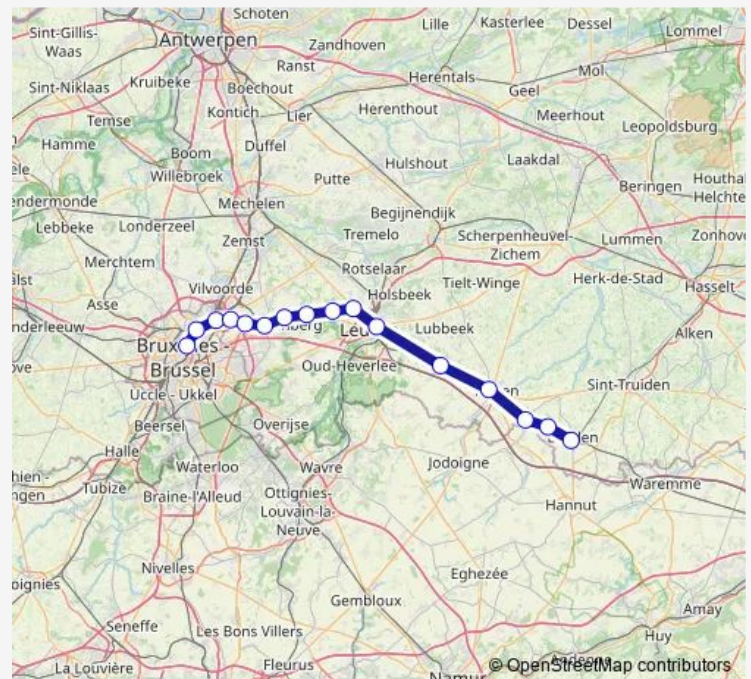 Schoten
Lille
Kasterlee
Dessel
Lommel
Sint-Gillis-
Waas
Antwerpen
Zandhoven
Ranst
Mol
Herentals
Geel
Sint-Niklaas
Kruibeke
Boechout
Kontich
Lier
Herenthout
Meerhout
Leopoldsburg
Temse
Hamme
Boom
Duffel
Hulshout
Laakdal
Willebroek
Putte
Beringen
Lebbeke
Londerzeel
Mechelen
Begijnendijk
Zemst
Tremelo
Scherpenheuvel-
Zichem
Lummen
Merchtem
Rotselaar
Vilvoorde
Holsbeek
Tielt-Winge
Herk-de-Stad
Hasselt
Asse
Lubbeek
Brussel
Oud-Heverlee
Uccle - Ukkel
Sint-Truiden
Beersel
Overijse
Halle
Waterloo
Wavre
Jodoigne
Tubize
Braine-l'Alleud
Ottignies-
Louvain-la-
Neuve
Waremme
Hannut
Nivelles
Eghezée
Gembloux
Amay
Seneffe
Les Bons Villers
Huy
La Louvière
Fleurus
© OpenStreetMap contributors